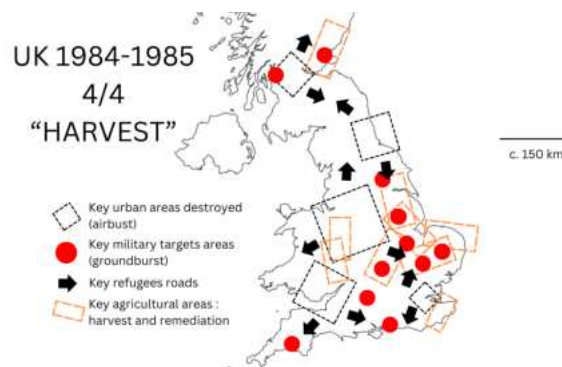 UK 1984-1985
4/4
“HARVEST”
c. 150 km
Key urban areas destroyed
(airbust)
Key military targets areas
(groundburst)
Key refugees roads
Key agricultural areas :
harvest and remediation